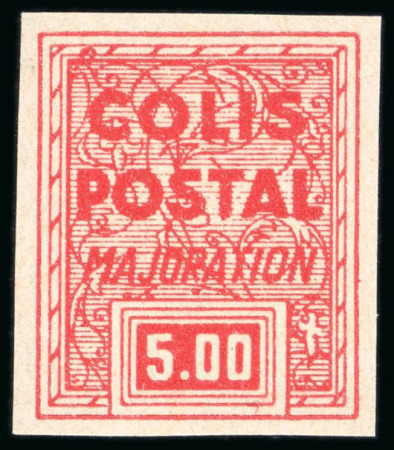 COLIS
POSTAL
MAJORATION
5.00